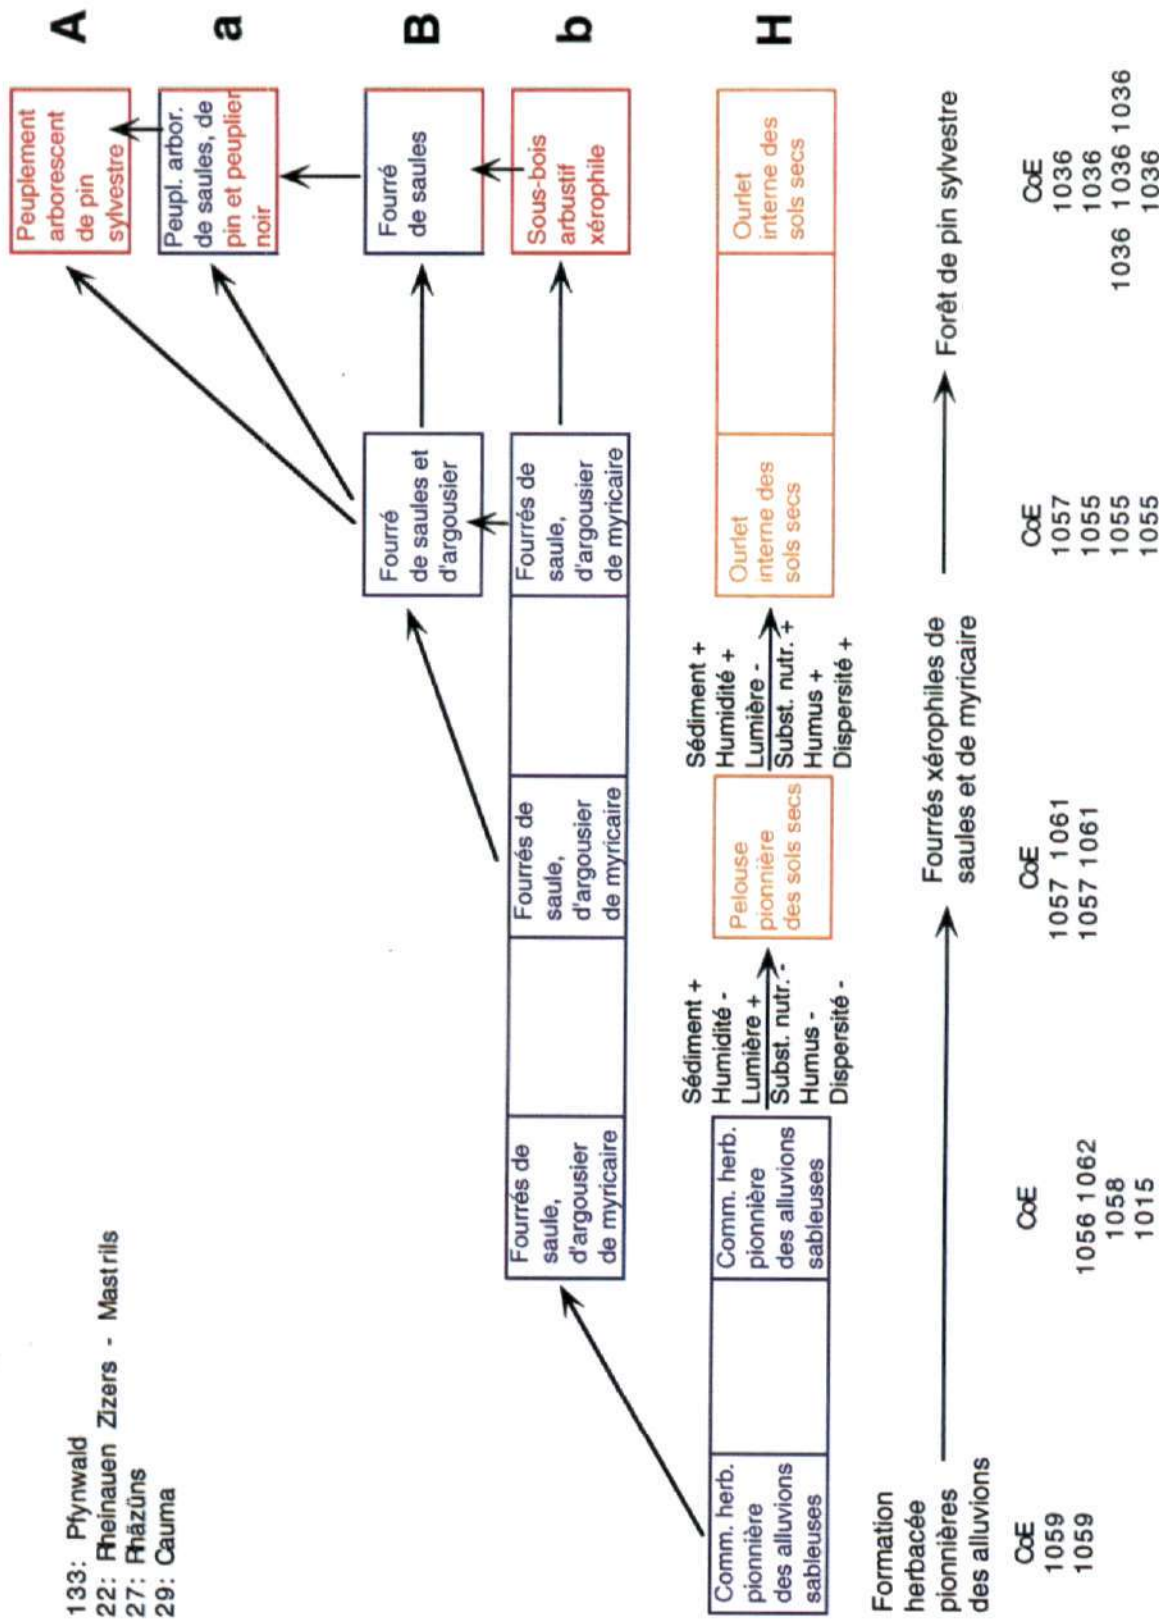 133: Pfynwald
22: Rheinauen Zizers - Mastrils
27: Rhäzüns
29: Cauma
Peuplement
arborescent
de pin
sylvestre
A
Peupl. arbor.
de saules, de
pin et peuplier
noir
a
Fourré
de saules et
d'argousier
Fourré
de saules
B
Fourrés de
saule,
d'argousier
de myricaire
Fourrés de
saule,
d'argousier
de myricaire
Fourrés de
saule,
d'argousier
de myricaire
Sous-bois
arbustif
xérophile
b
Comm. herb.
pionnière
des alluvions
sableuses
Comm. herb.
pionnière
des alluvions
sableuses
Sédiment +
Humidité -
Lumière +
Subst. nutr. -
Humus -
Dispersité -
Pelouse
pionnière
des sols secs
Sédiment +
Humidité +
Lumière -
Subst. nutr. +
Humus +
Dispersité +
Ourlet
interne des
sols secs
Ourlet
interne des
sols secs
H
Formation
herbacée
pionnières
des alluvions
Fourrés xérophiles de
saules et de myricaire
Forêt de pin sylvestre
CoE
1059
1059
CoE
1056 1062
1058
1015
CoE
1057 1061
1057 1061
CoE
1057
1055
1055
1055
CoE
1036
1036
1036 1036 1036
1036